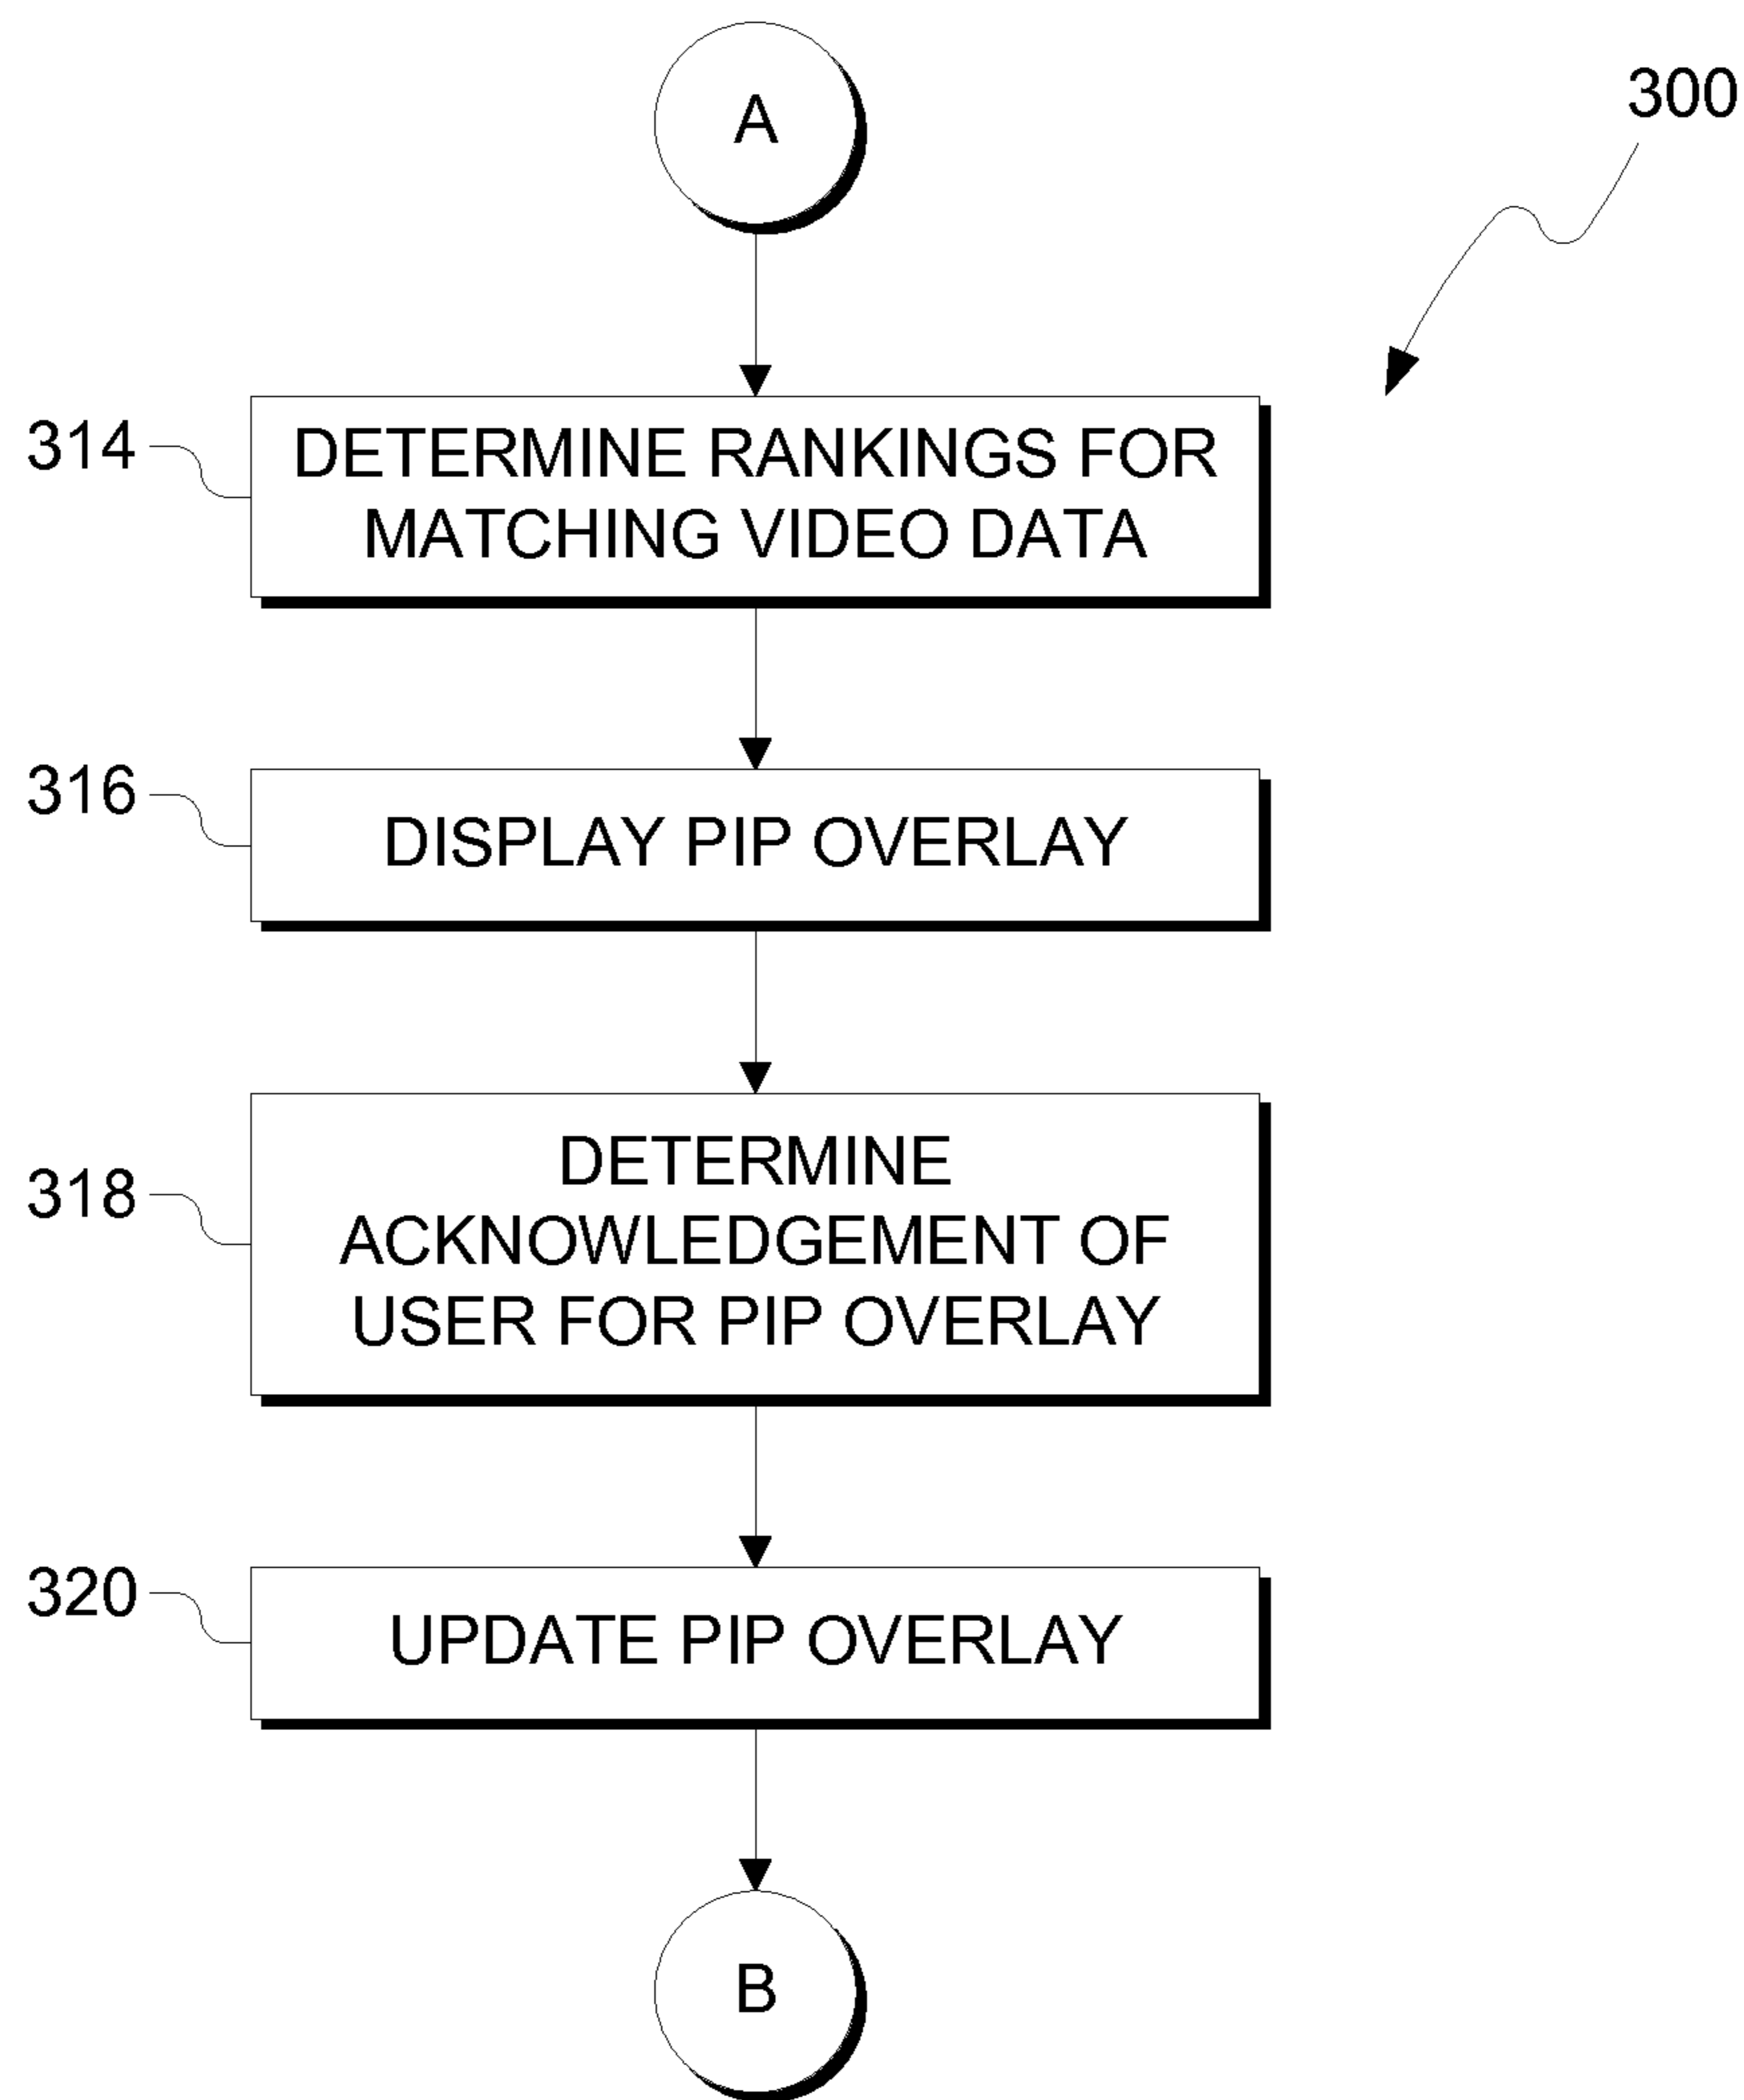 A
300
314
DETERMINE RANKINGS FOR
MATCHING VIDEO DATA
316
DISPLAY PIP OVERLAY
318
DETERMINE
ACKNOWLEDGEMENT OF
USER FOR PIP OVERLAY
320
UPDATE PIP OVERLAY
B